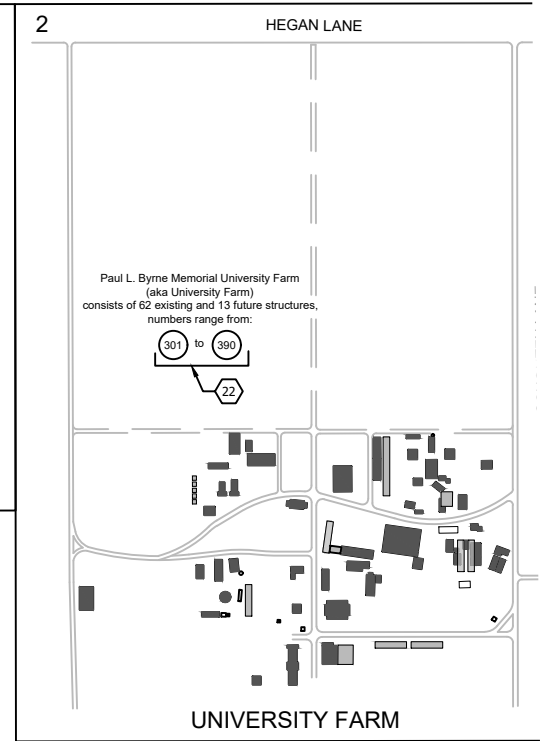 2
HEGAN LANE
Paul L. Byrne Memorial University Farm
(aka University Farm)
consists of 62 existing and 13 future structures,
numbers range from:
301 to 390
22
UNIVERSITY FARM